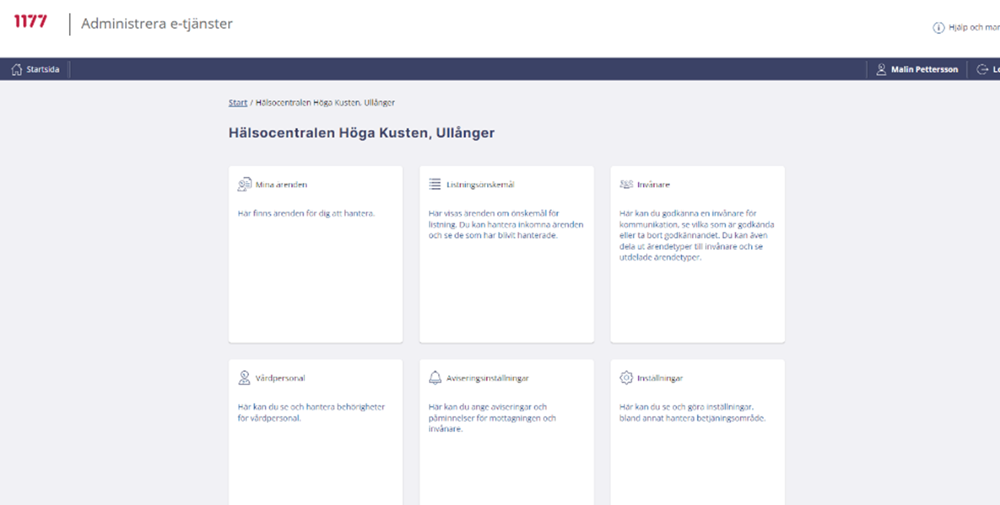 1177
Administrera e-tjänster
Hjälp och
Startsida
Malin Pettersson
Start / Hälsocentralen Höga Kusten, Ullånger
Hälsocentralen Höga Kusten, Ullånger
Mina ärenden
Här finns ärenden för dig att hantera.
Listningsönskemål
Här visas ärenden om önskemål för
listning. Du kan hantera inkomna ärenden
och se de som har blivit hanterade.
Invånare
Här kan du godkänna en invånare för
kommunikation, se vilka som är godkända
eller ta bort godkännandet. Du kan även
dela ut ärendetyper till invånare och se
utdelade ärendetyper.
Vårdpersonal
Här kan du se och hantera behörigheter
för vårdpersonal.
Aviseringsinställningar
Här kan du ange aviseringar och
påminnelser för mottagningen och
invånare.
Inställningar
Här kan du se och göra inställningar,
bland annat hantera betjäningsområde.